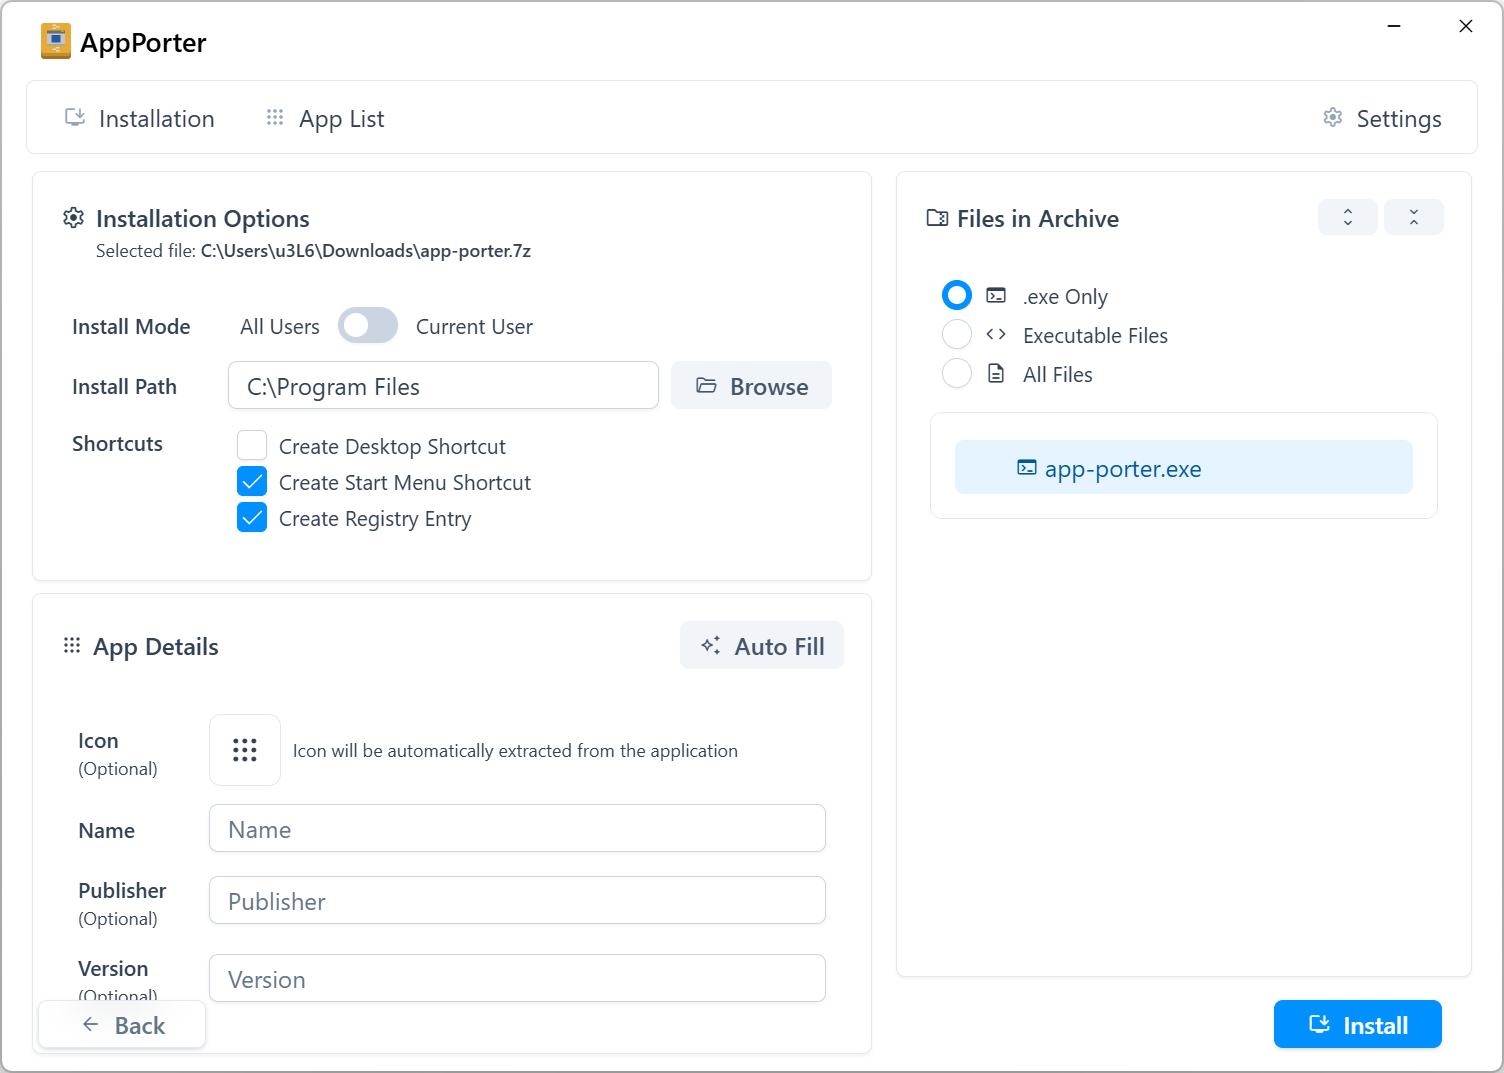 AppPorter
Installation
App List
Settings
Installation Options
Selected file: C:\Users\u3L6\Downloads\app-porter.7z
Install Mode
All Users
Current User
Install Path
C:\Program Files
Browse
Shortcuts
Create Desktop Shortcut
Create Start Menu Shortcut
Create Registry Entry
App Details
Auto Fill
Icon
(Optional)
Icon will be automatically extracted from the application
Name
Name
Publisher
(Optional)
Publisher
Version
(Optional)
Version
Back
Files in Archive
.exe Only
Executable Files
All Files
app-porter.exe
Install